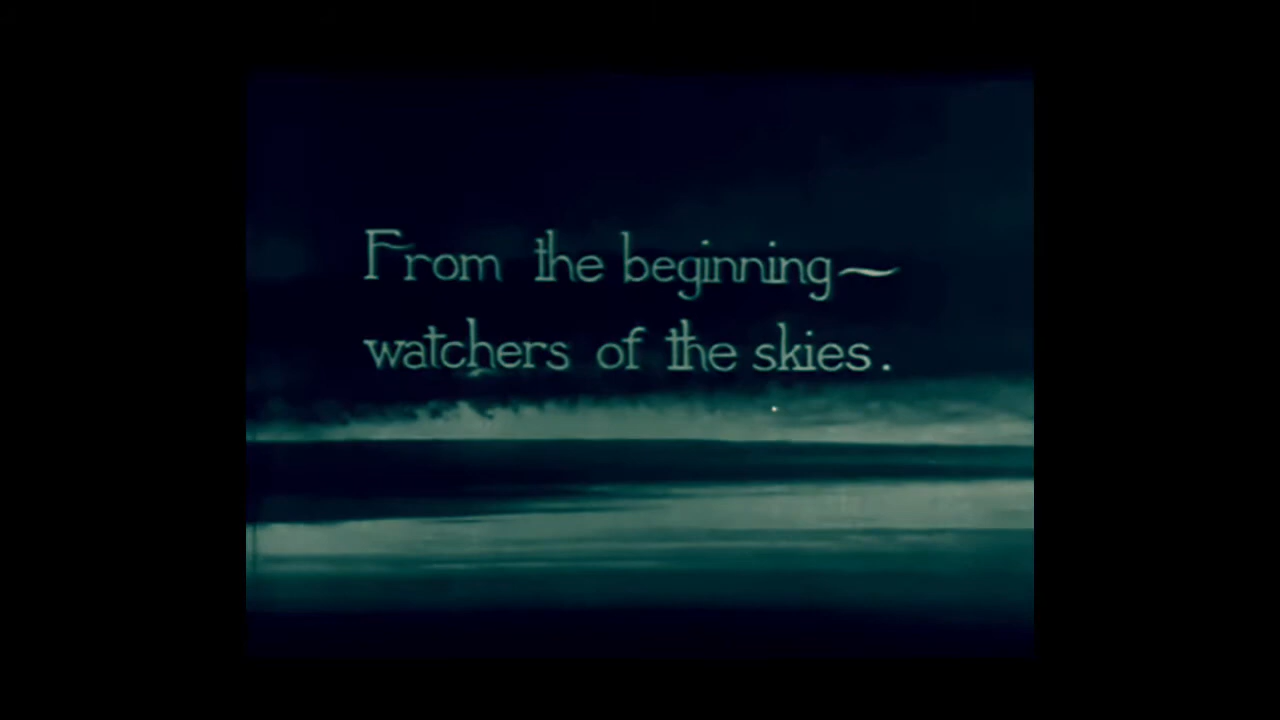 From the beginning~
watchers of the skies.